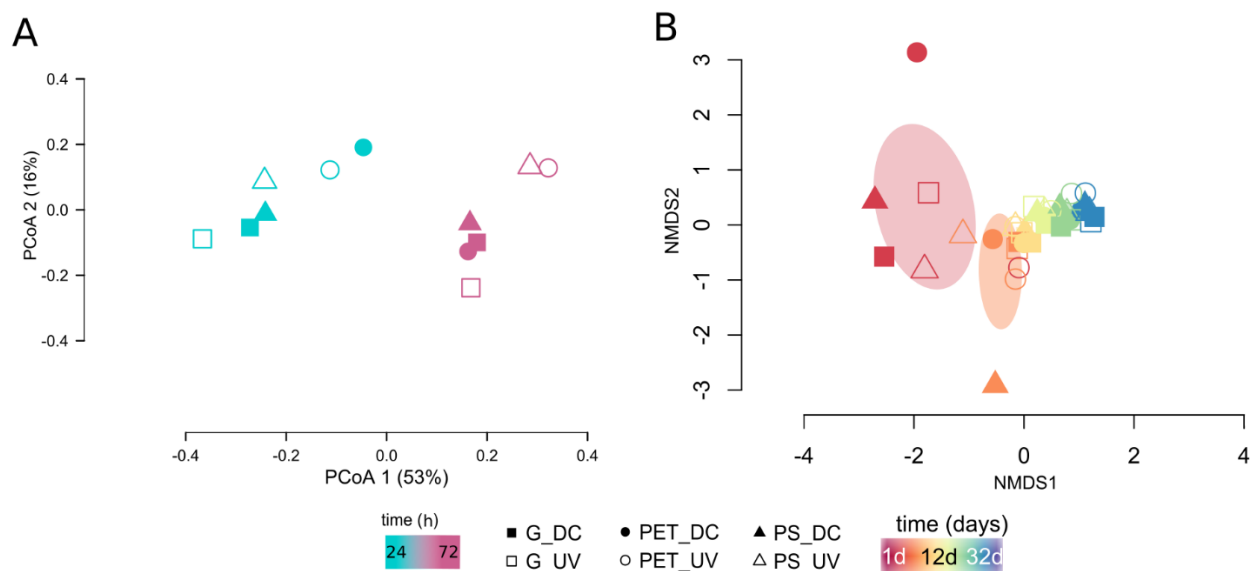 A
B
0.4
0.2
0.0
-0.2
-0.4
PCoA 2 (16%)
-0.4
-0.2
0.0
0.2
0.4
PCoA 1 (53%)
3
2
1
0
-1
-2
-3
NMDS2
-4
-2
0
2
4
NMDS1
time (h)
24 72
G_DC PET_DC PS_DC
G_UV PET_UV PS_UV
time (days)
1d 12d 32d